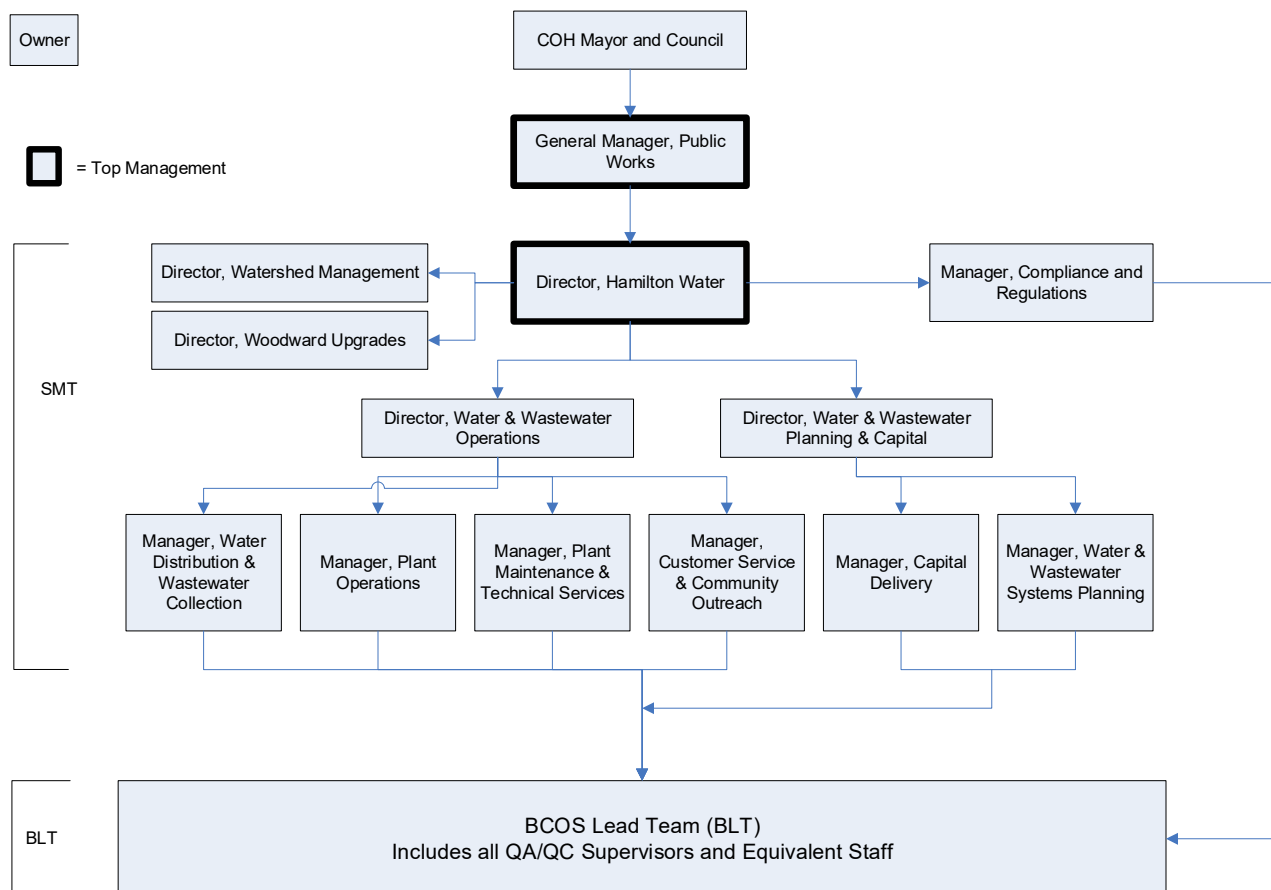 Owner
COH Mayor and Council
General Manager, Public
Works
= Top Management
SMT
Director, Watershed Management
Director, Hamilton Water
Manager, Compliance and
Regulations
Director, Woodward Upgrades
Director, Water & Wastewater
Operations
Director, Water & Wastewater
Planning & Capital
Manager, Water
Distribution &
Wastewater
Collection
Manager, Plant
Operations
Manager, Plant
Maintenance &
Technical Services
Manager,
Customer Service
& Community
Outreach
Manager, Capital
Delivery
Manager, Water &
Wastewater
Systems Planning
BLT
BCOS Lead Team (BLT)
Includes all QA/QC Supervisors and Equivalent Staff